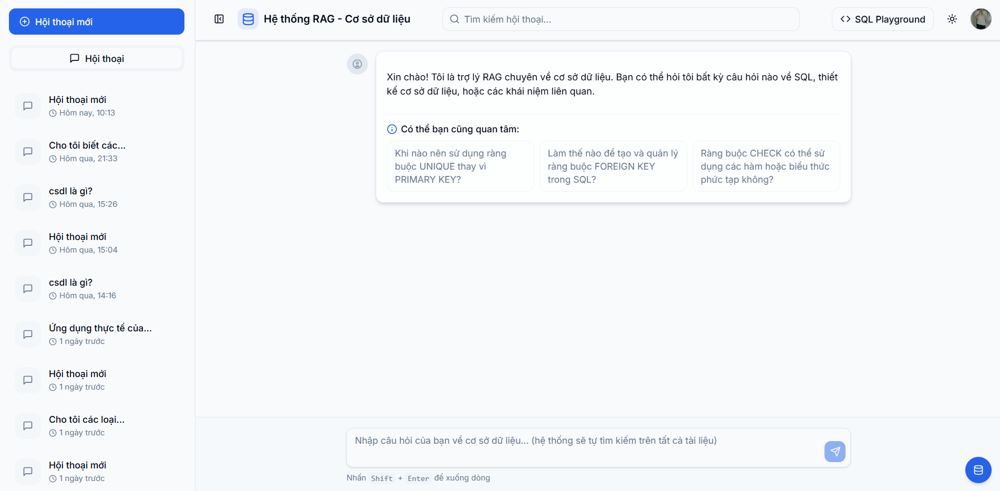 Hội thoại mới
Hội thoại
Hội thoại mới
Hôm nay, 10:13
Cho tôi biết các...
Hôm qua, 21:33
csdl là gì?
Hôm qua, 15:26
Hội thoại mới
Hôm qua, 15:04
csdl là gì?
Hôm qua, 14:16
Ứng dụng thực tế của...
1 ngày trước
Hội thoại mới
1 ngày trước
Cho tôi các loại...
1 ngày trước
Hội thoại mới
1 ngày trước
Hệ thống RAG - Cơ sở dữ liệu
Tìm kiếm hội thoại...
SQL Playground
Xin chào! Tôi là trợ lý RAG chuyên về cơ sở dữ liệu. Bạn có thể hỏi tôi bất kỳ câu hỏi nào về SQL, thiết
kế cơ sở dữ liệu, hoặc các khái niệm liên quan.
Có thể bạn cũng quan tâm:
Khi nào nên sử dụng ràng
buộc UNIQUE thay vì
PRIMARY KEY?
Làm thế nào để tạo và quản lý
ràng buộc FOREIGN KEY
trong SQL?
Ràng buộc CHECK có thể sử
dụng các hàm hoặc biểu thức
phức tạp không?
Nhập câu hỏi của bạn về cơ sở dữ liệu... (hệ thống sẽ tự tìm kiếm trên tất cả tài liệu)
Nhấn Shift + Enter để xuống dòng